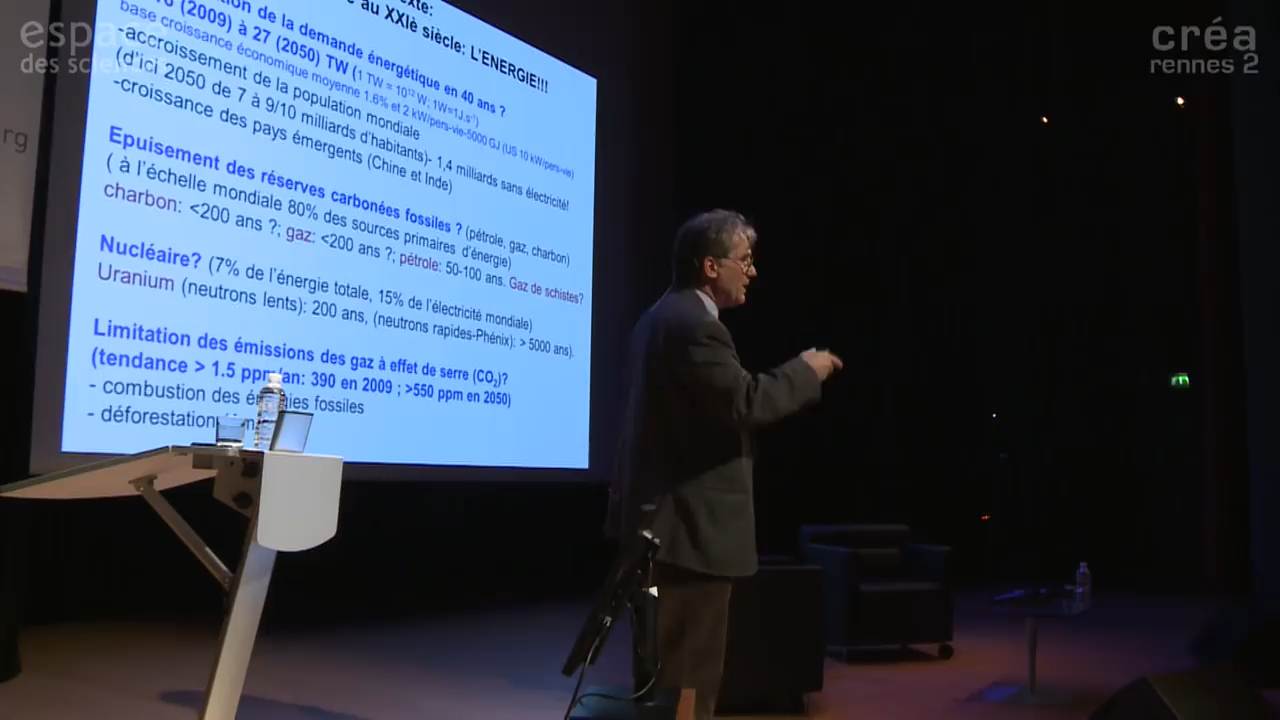 espace
des sciences
créa
rennes 2
rg
au XXIè siècle: L'ENERGIE!!!
de la demande énergétique en 40 ans ?
(2009) à 27 (2050) TW (1 TW = 10¹² W; 1W=1J.s⁻¹)
base croissance économique moyenne 1.6% et 2 kW/pers-vie-5000 GJ (US 10 kW/pers-vie)
-accroissement de la population mondiale
(d'ici 2050 de 7 à 9/10 milliards d'habitants)- 1,4 milliards sans électricité!
-croissance des pays émergents (Chine et Inde)
Epuisement des réserves carbonées fossiles ? (pétrole, gaz, charbon)
( à l'échelle mondiale 80% des sources primaires d'énergie)
charbon: <200 ans ?; gaz: <200 ans ?; pétrole: 50-100 ans. Gaz de schistes?
Nucléaire? (7% de l'énergie totale, 15% de l'électricité mondiale)
Uranium (neutrons lents): 200 ans, (neutrons rapides-Phénix): > 5000 ans).
Limitation des émissions des gaz à effet de serre (CO₂)?
(tendance > 1.5 ppm/an: 390 en 2009 ; >550 ppm en 2050)
- combustion des énergies fossiles
- déforestation